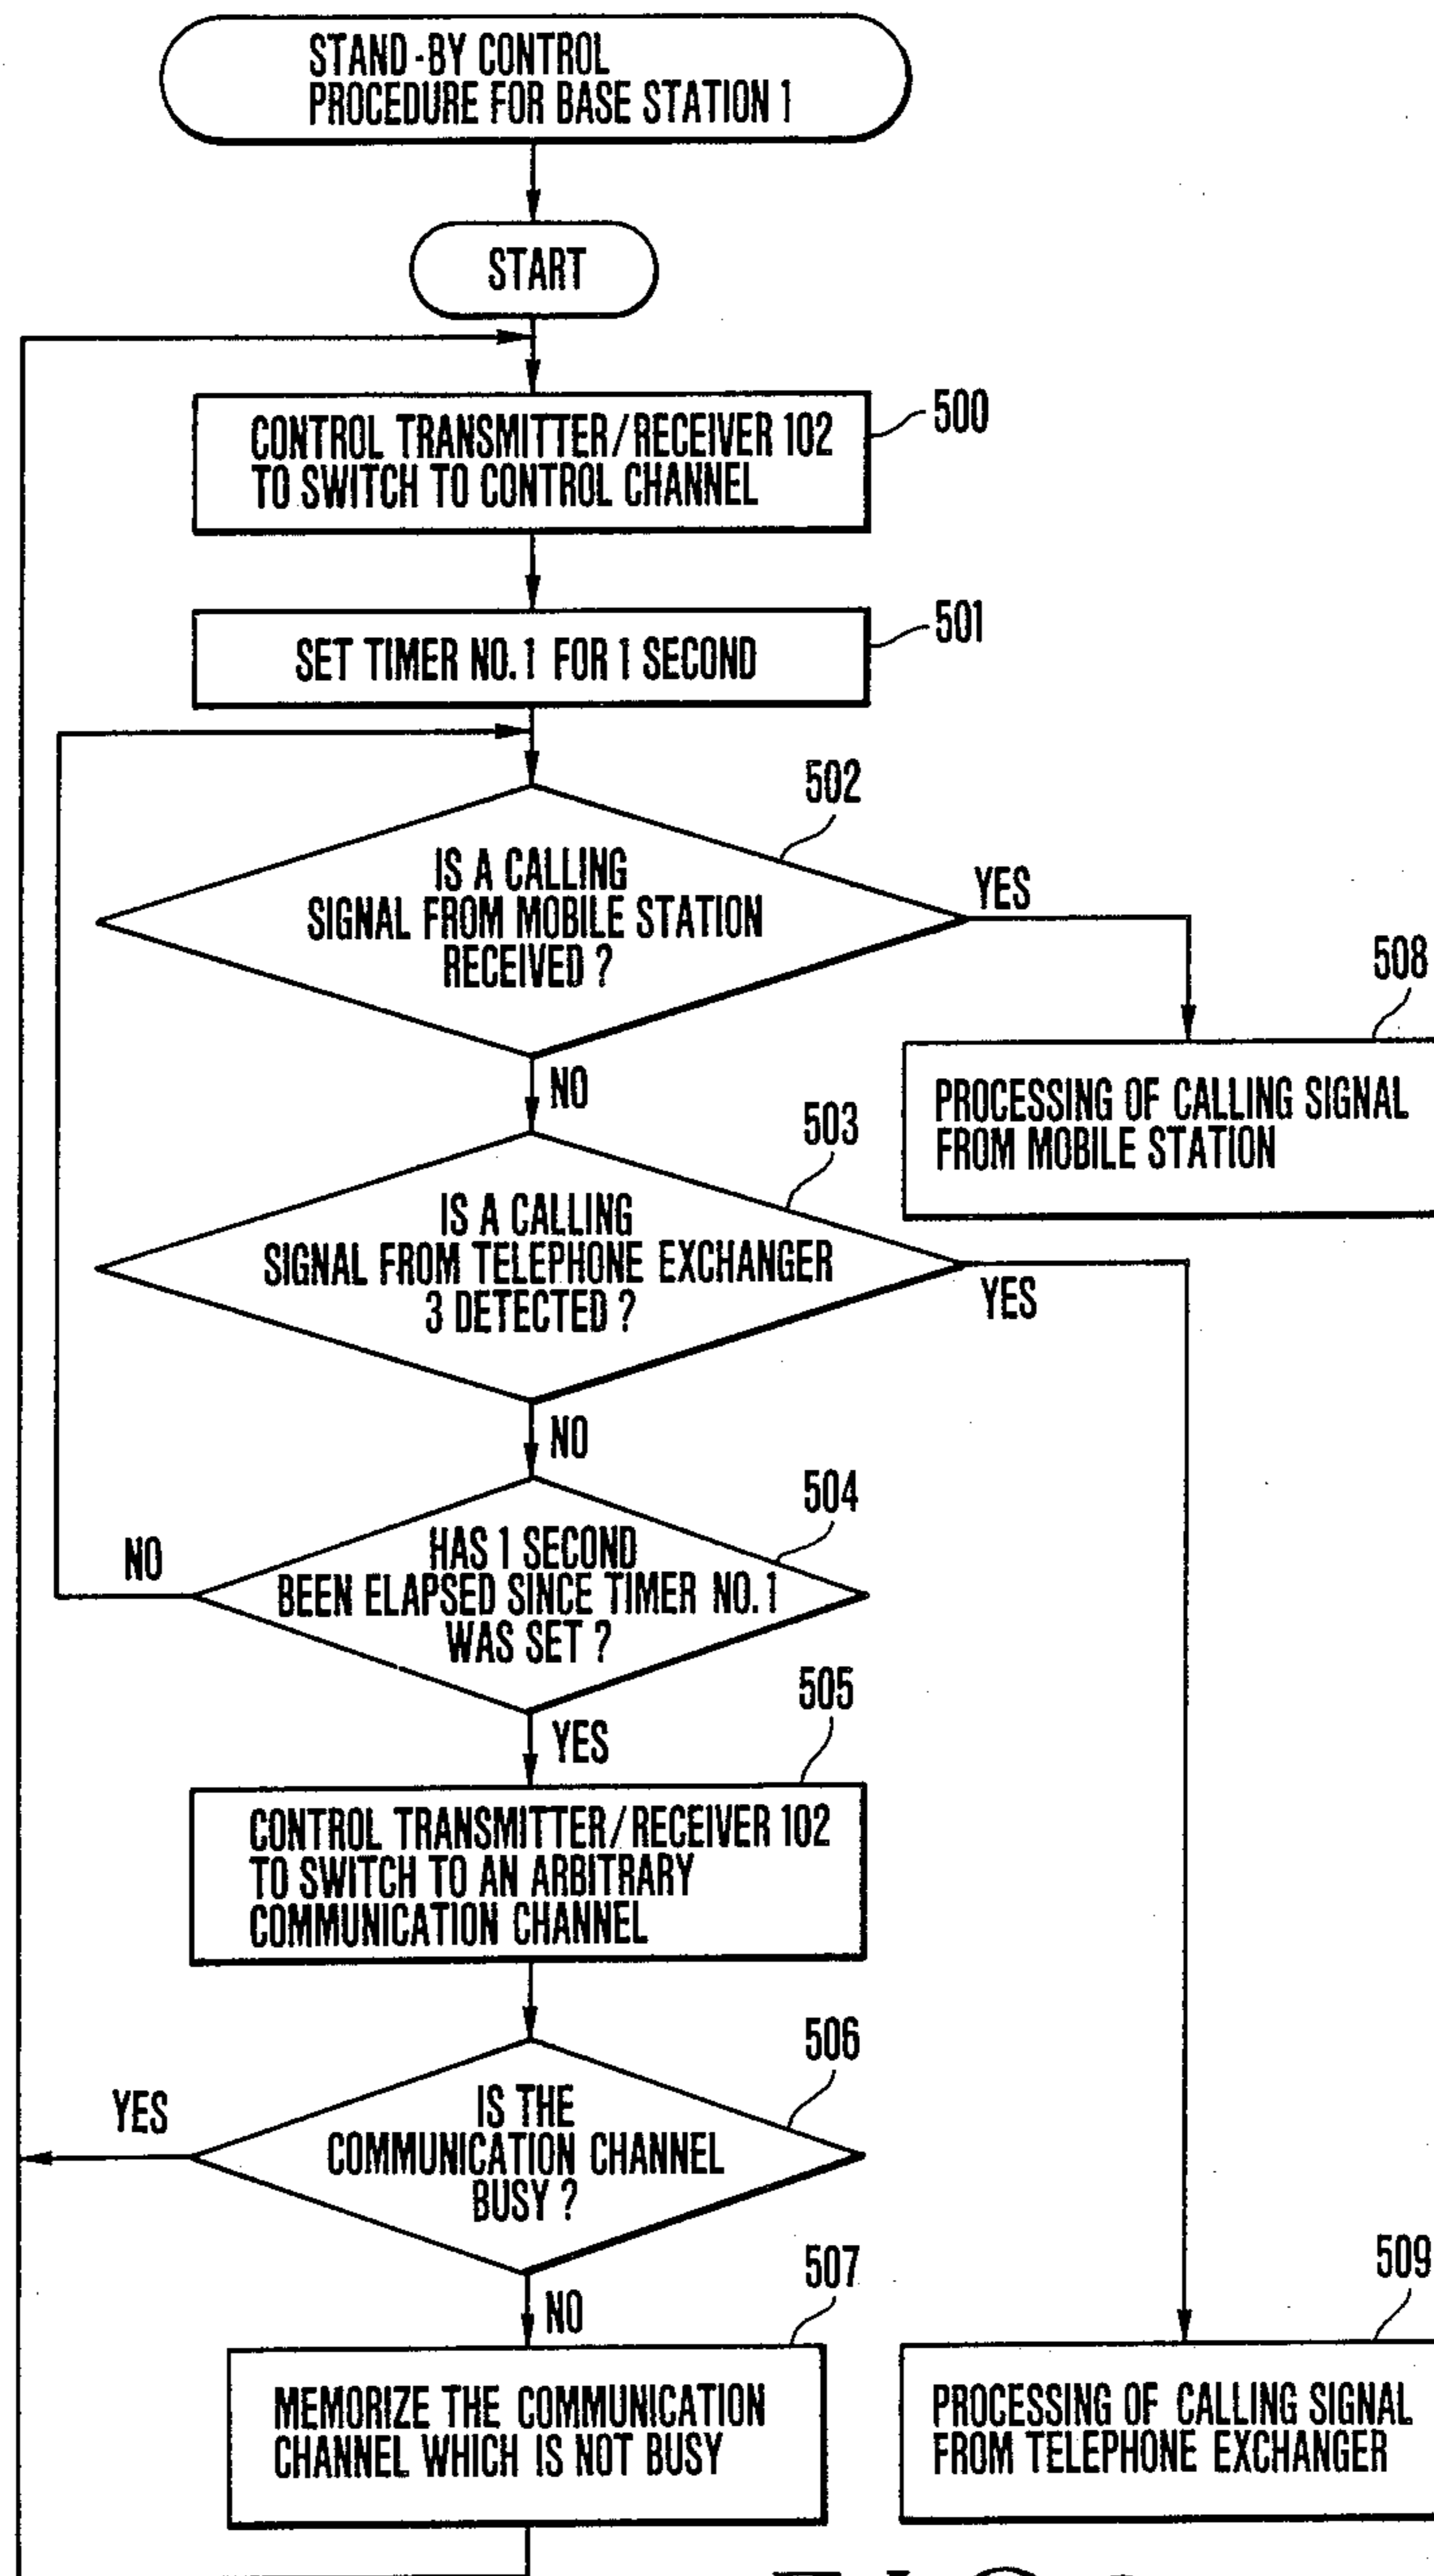 STAND-BY CONTROL
PROCEDURE FOR BASE STATION 1
START
CONTROL TRANSMITTER/RECEIVER 102
TO SWITCH TO CONTROL CHANNEL
500
SET TIMER NO. 1 FOR 1 SECOND
501
502
IS A CALLING
SIGNAL FROM MOBILE STATION
RECEIVED ?
YES
NO
508
PROCESSING OF CALLING SIGNAL
FROM MOBILE STATION
503
IS A CALLING
SIGNAL FROM TELEPHONE EXCHANGER
3 DETECTED ?
YES
NO
504
HAS 1 SECOND
BEEN ELAPSED SINCE TIMER NO. 1
WAS SET ?
NO
YES
505
CONTROL TRANSMITTER/RECEIVER 102
TO SWITCH TO AN ARBITRARY
COMMUNICATION CHANNEL
506
IS THE
COMMUNICATION CHANNEL
BUSY ?
YES
NO
507
MEMORIZE THE COMMUNICATION
CHANNEL WHICH IS NOT BUSY
509
PROCESSING OF CALLING SIGNAL
FROM TELEPHONE EXCHANGER